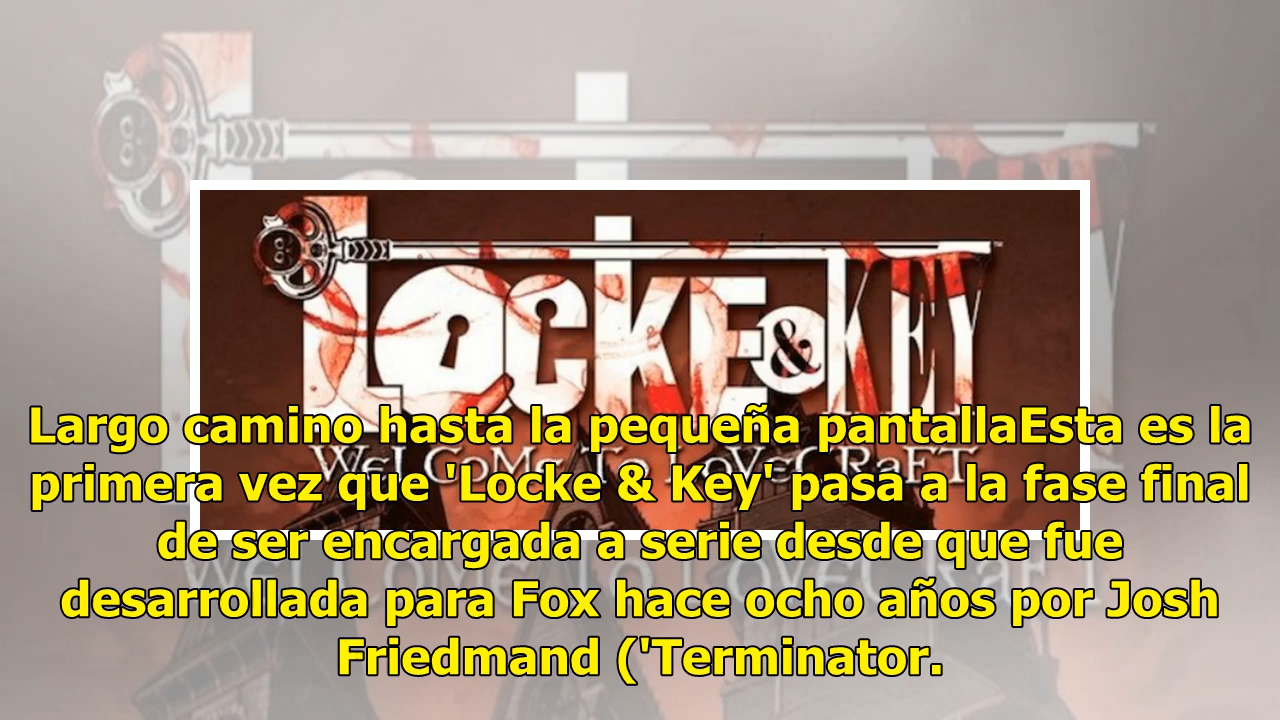 LOCKE & KEY
WELCOME TO LOVECRAFT
Largo camino hasta la pequeña pantallaEsta es la
primera vez que 'Locke & Key' pasa a la fase final
de ser encargada a serie desde que fue
desarrollada para Fox hace ocho años por Josh
Friedmand ('Terminator.